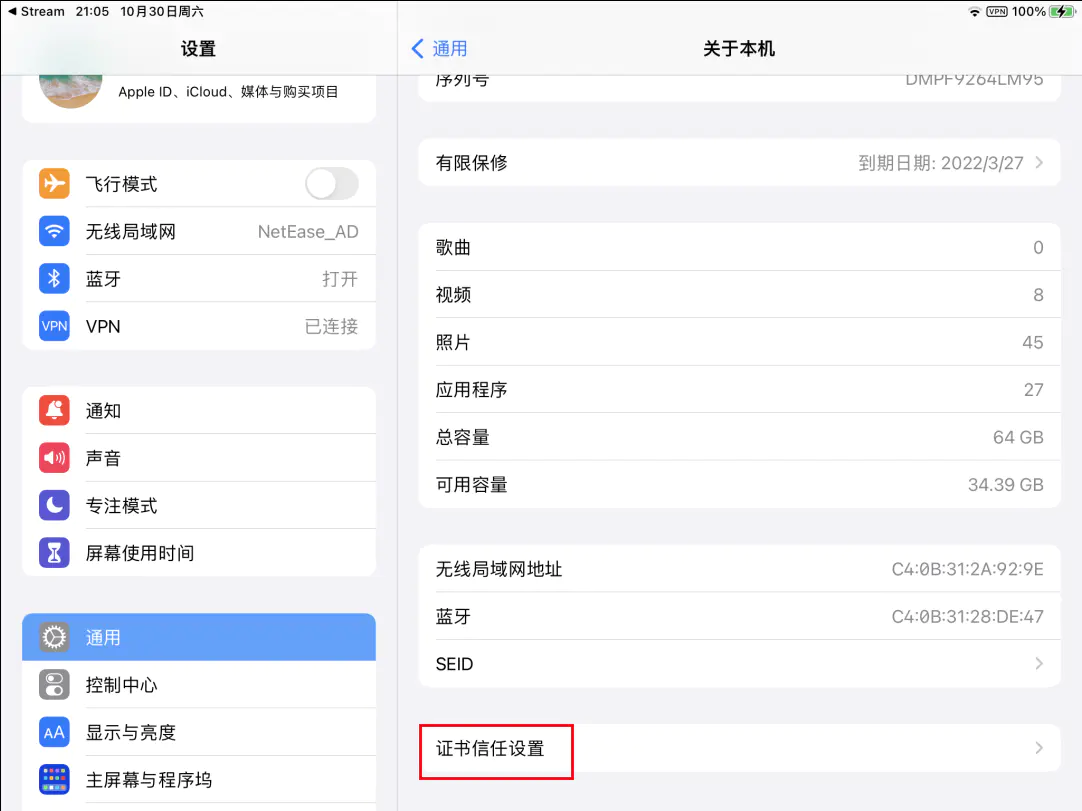 ◀ Stream 21:05 10月30日周六
VPN 100%
设置
Apple ID、iCloud、媒体与购买项目
飞行模式
无线局域网 NetEase_AD
蓝牙 打开
VPN VPN 已连接
通知
声音
专注模式
屏幕使用时间
通用
控制中心
AA 显示与亮度
主屏幕与程序坞
通用 关于本机
序列号 DMPF9264LM95
有限保修 到期日期: 2022/3/27
歌曲 0
视频 8
照片 45
应用程序 27
总容量 64 GB
可用容量 34.39 GB
无线局域网地址 C4:0B:31:2A:92:9E
蓝牙 C4:0B:31:28:DE:47
SEID
证书信任设置